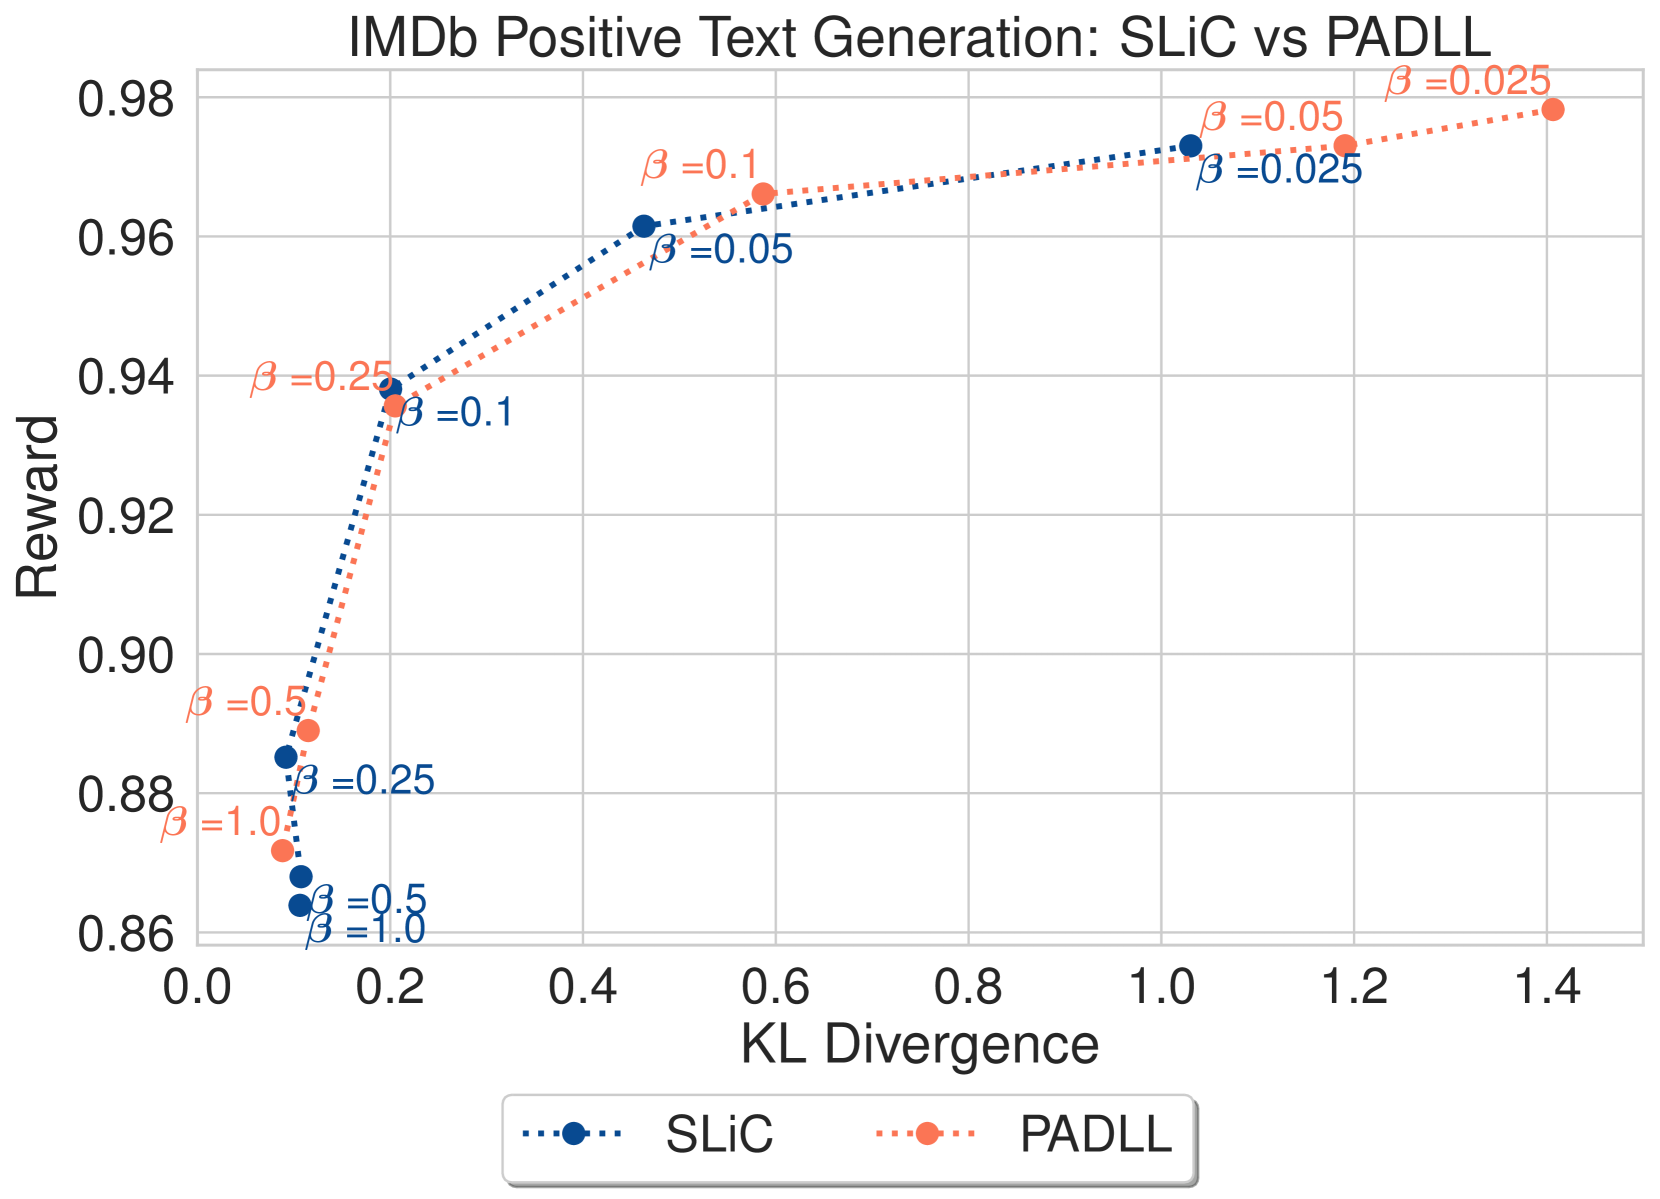 IMDb Positive Text Generation: SLiC vs PADLL
0.98
0.96
0.94
0.92
0.90
0.88
0.86
Reward
β =0.025
β =0.05
β =0.025
β =0.1
β =0.05
β =0.25
β =0.1
β =0.5
β =0.25
β =1.0
β =0.5
β =1.0
0.0 0.2 0.4 0.6 0.8 1.0 1.2 1.4
KL Divergence
SLiC PADLL